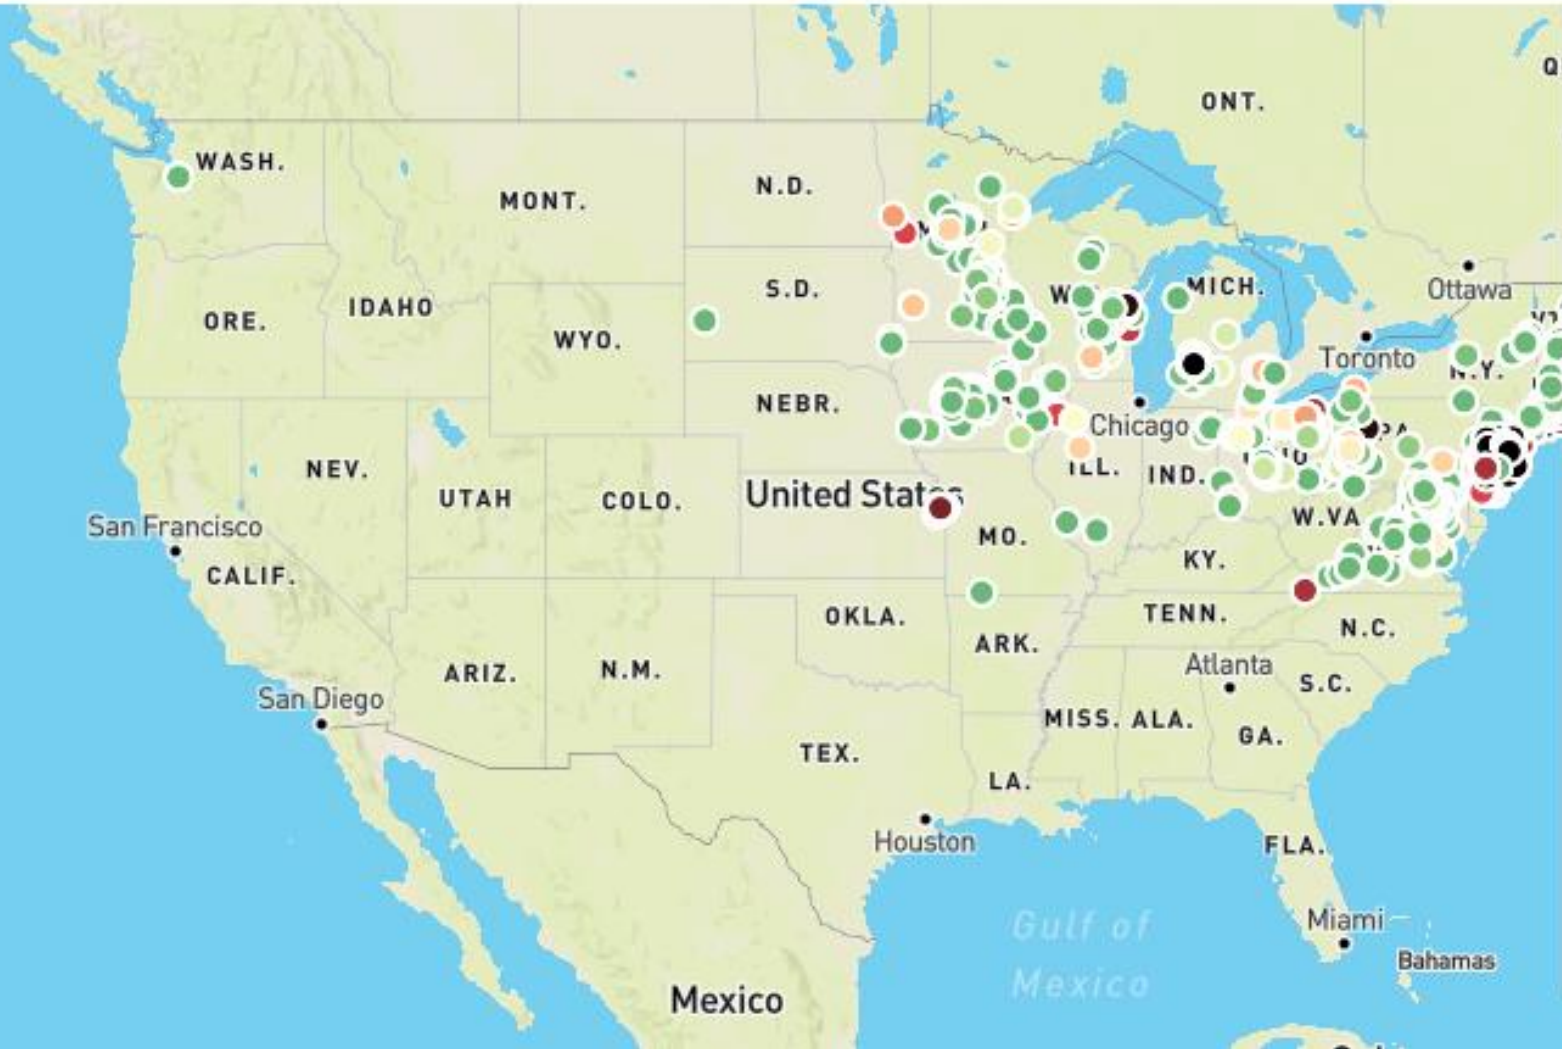 Q
ONT.
WASH.
N.D.
MONT.
Ottawa
S.D.
MICH.
IDAHO
ORE.
WYO.
Toronto
N.Y.
NEBR.
Chicago
PA.
ILL.
IND.
NEV.
UTAH
COLO.
United States
W.VA
San Francisco
MO.
KY.
CALIF.
OKLA.
TENN.
N.C.
ARK.
Atlanta
ARIZ.
N.M.
S.C.
San Diego
MISS.
ALA.
GA.
TEX.
LA.
Houston
FLA.
Miami
Gulf of
Mexico
Bahamas
Mexico